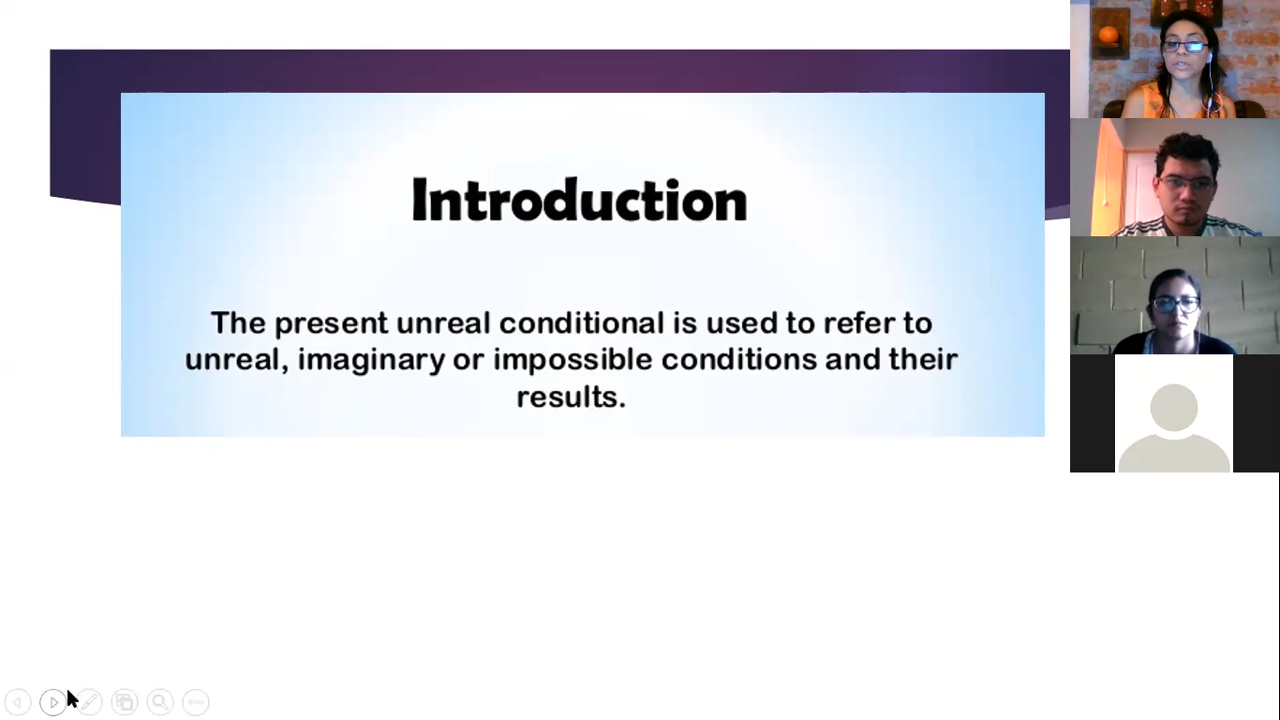 Introduction
The present unreal conditional is used to refer to
unreal, imaginary or impossible conditions and their
results.